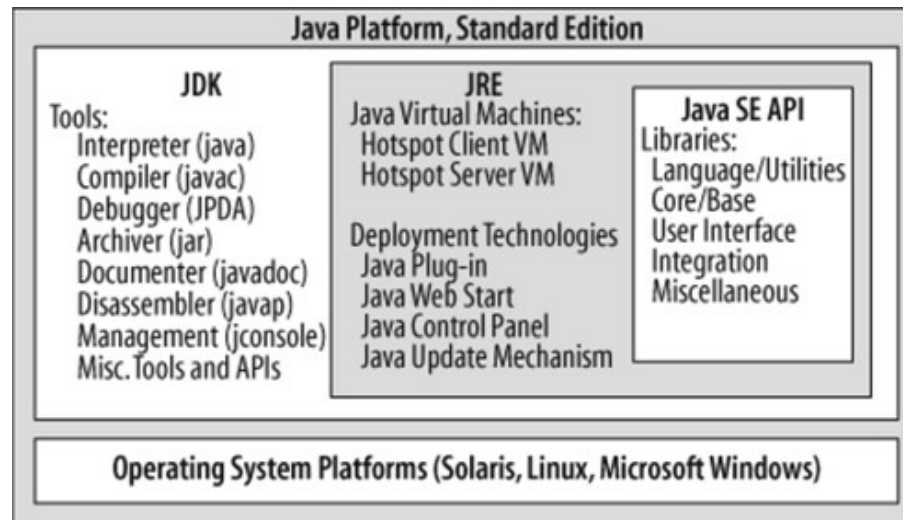 Java Platform, Standard Edition
JDK
Tools:
Interpreter (java)
Compiler (javac)
Debugger (JPDA)
Archiver (jar)
Documenter (javadoc)
Disassembler (javap)
Management (jconsole)
Misc. Tools and APIs
JRE
Java Virtual Machines:
Hotspot Client VM
Hotspot Server VM
Deployment Technologies
Java Plug-in
Java Web Start
Java Control Panel
Java Update Mechanism
Java SE API
Libraries:
Language/Utilities
Core/Base
User Interface
Integration
Miscellaneous
Operating System Platforms (Solaris, Linux, Microsoft Windows)